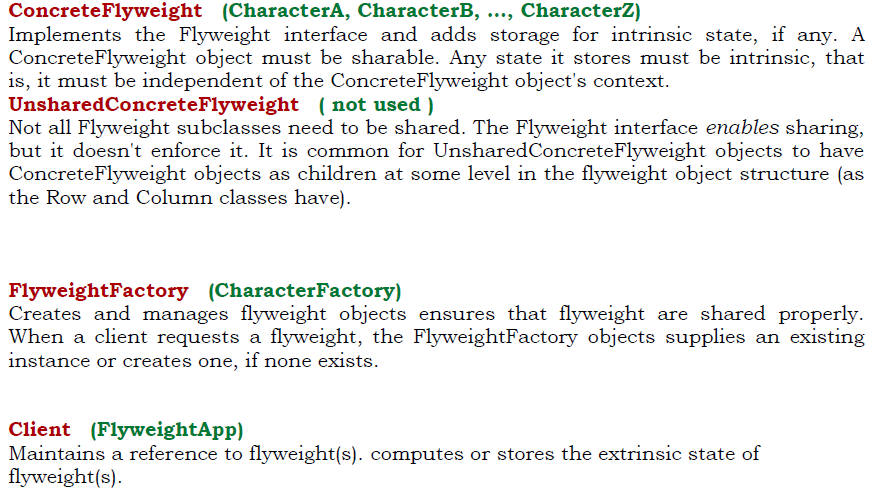 ConcreteFlyweight (CharacterA, CharacterB, ..., CharacterZ)
Implements the Flyweight interface and adds storage for intrinsic state, if any. A
ConcreteFlyweight object must be sharable. Any state it stores must be intrinsic, that
is, it must be independent of the ConcreteFlyweight object's context.
UnsharedConcreteFlyweight ( not used )
Not all Flyweight subclasses need to be shared. The Flyweight interface enables sharing,
but it doesn't enforce it. It is common for UnsharedConcreteFlyweight objects to have
ConcreteFlyweight objects as children at some level in the flyweight object structure (as
the Row and Column classes have).
FlyweightFactory (CharacterFactory)
Creates and manages flyweight objects ensures that flyweight are shared properly.
When a client requests a flyweight, the FlyweightFactory objects supplies an existing
instance or creates one, if none exists.
Client (FlyweightApp)
Maintains a reference to flyweight(s). computes or stores the extrinsic state of
flyweight(s).